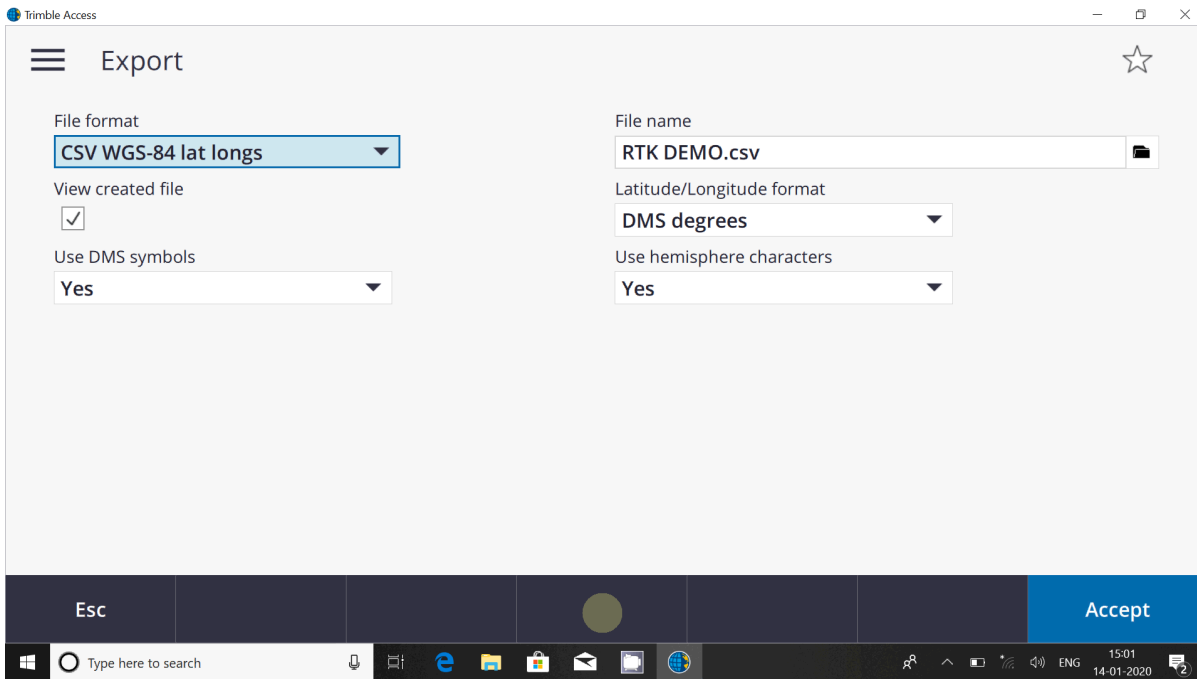 Trimble Access
Export
File format
CSV WGS-84 lat longs
File name
RTK DEMO.csv
View created file
Latitude/Longitude format
DMS degrees
Use DMS symbols
Yes
Use hemisphere characters
Yes
Esc
Accept
Type here to search
ENG
15:01
14-01-2020
2